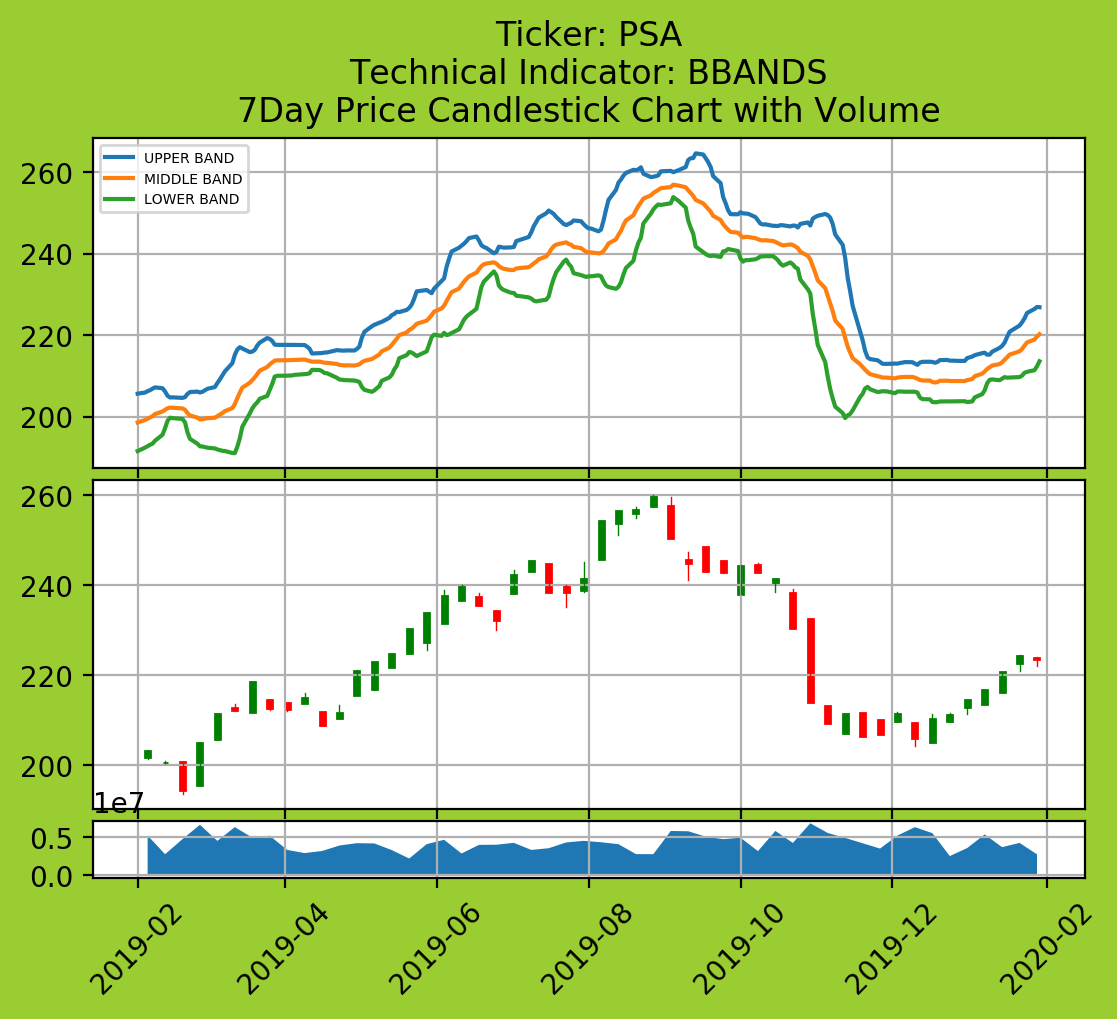 Ticker: PSA
Technical Indicator: BBANDS
7Day Price Candlestick Chart with Volume
UPPER BAND
MIDDLE BAND
LOWER BAND
260
240
220
200
260
240
220
200
1e7
0.5
0.0
2019-02
2019-04
2019-06
2019-08
2019-10
2019-12
2020-02